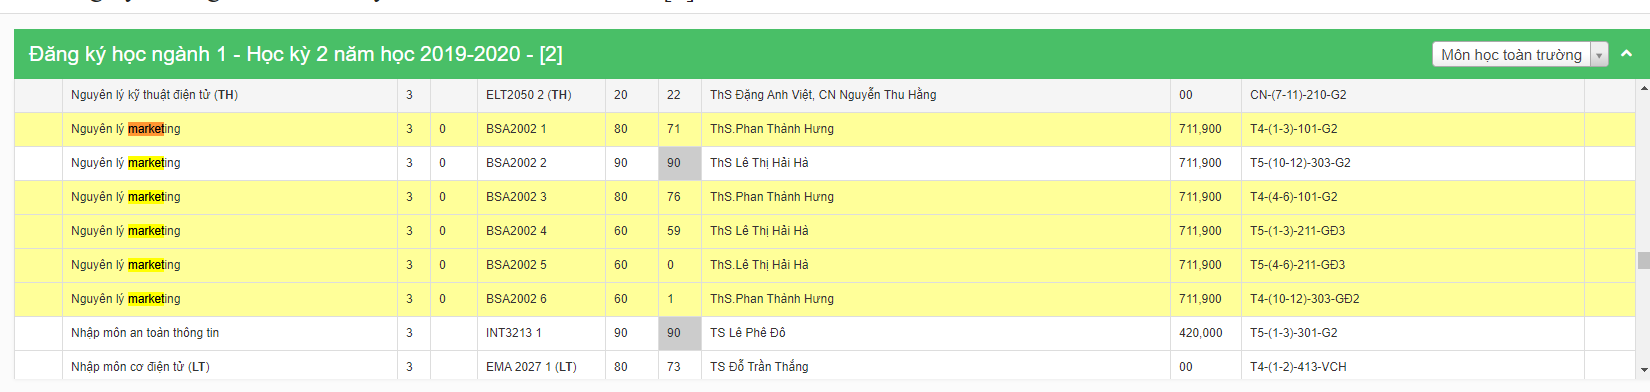 Đăng ký học ngành 1 - Học kỳ 2 năm học 2019-2020 - [2] Môn học toàn trường
Nguyên lý kỹ thuật điện tử (TH) 3 ELT2050 2 (TH) 20 22 ThS Đặng Anh Việt, CN Nguyễn Thu Hằng 00 CN-(7-11)-210-G2
Nguyên lý marketing 3 0 BSA2002 1 80 71 ThS.Phan Thành Hưng 711,900 T4-(1-3)-101-G2
Nguyên lý marketing 3 0 BSA2002 2 90 90 ThS Lê Thị Hải Hà 711,900 T5-(10-12)-303-G2
Nguyên lý marketing 3 0 BSA2002 3 80 76 ThS.Phan Thành Hưng 711,900 T4-(4-6)-101-G2
Nguyên lý marketing 3 0 BSA2002 4 60 59 ThS Lê Thị Hải Hà 711,900 T5-(1-3)-211-GĐ3
Nguyên lý marketing 3 0 BSA2002 5 60 0 ThS.Lê Thị Hải Hà 711,900 T5-(4-6)-211-GĐ3
Nguyên lý marketing 3 0 BSA2002 6 60 1 ThS.Phan Thành Hưng 711,900 T4-(10-12)-303-GĐ2
Nhập môn an toàn thông tin 3 INT3213 1 90 90 TS Lê Phê Đô 420,000 T5-(1-3)-301-G2
Nhập môn cơ điện tử (LT) 3 EMA 2027 1 (LT) 80 73 TS Đỗ Trần Thắng 00 T4-(1-2)-413-VCH